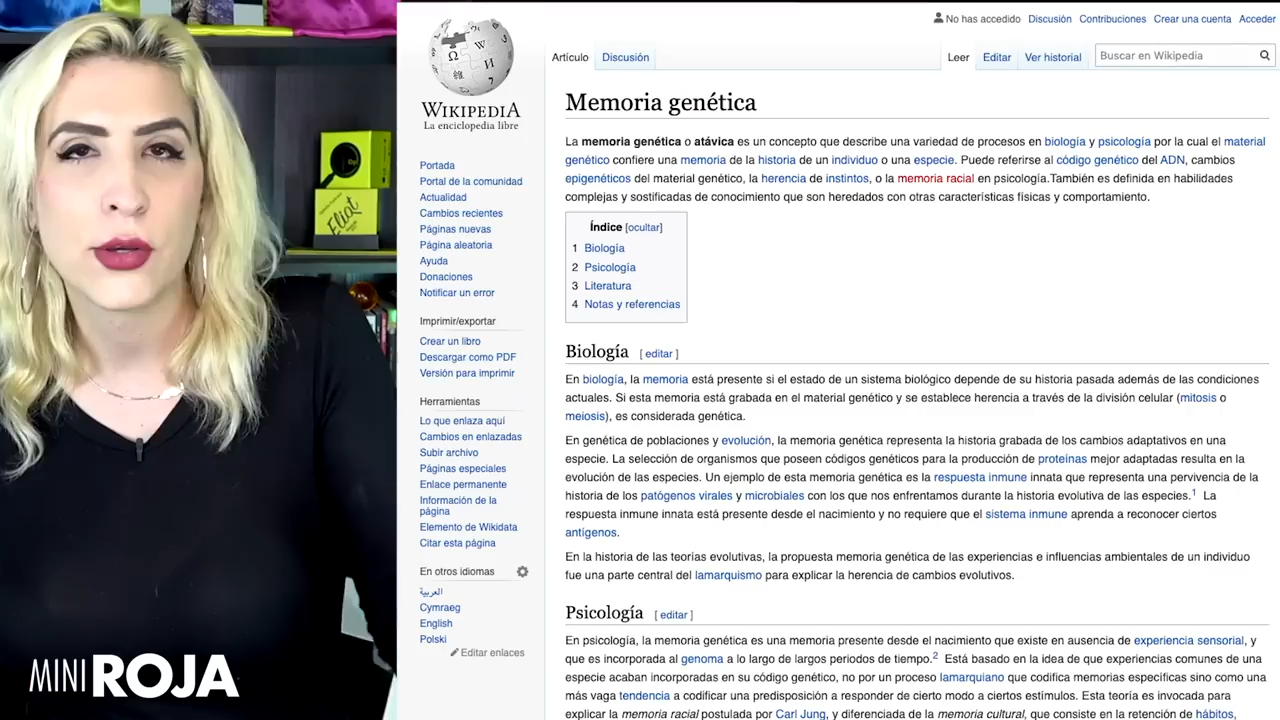 No has accedido Discusión Contribuciones Crear una cuenta Acceder
Artículo Discusión Leer Editar Ver historial Buscar en Wikipedia
WIKIPEDIA
La enciclopedia libre
Portada
Portal de la comunidad
Actualidad
Cambios recientes
Páginas nuevas
Página aleatoria
Ayuda
Donaciones
Notificar un error
Imprimir/exportar
Crear un libro
Descargar como PDF
Versión para imprimir
Herramientas
Lo que enlaza aquí
Cambios en enlazadas
Subir archivo
Páginas especiales
Enlace permanente
Información de la
página
Elemento de Wikidata
Citar esta página
En otros idiomas
العربية
Cymraeg
English
Polski
Editar enlaces
Memoria genética
La memoria genética o atávica es un concepto que describe una variedad de procesos en biología y psicología por la cual el material
genético confiere una memoria de la historia de un individuo o una especie. Puede referirse al código genético del ADN, cambios
epigenéticos del material genético, la herencia de instintos, o la memoria racial en psicología.También es definida en habilidades
complejas y sostificadas de conocimiento que son heredados con otras características físicas y comportamiento.
Índice [ocultar]
1 Biología
2 Psicología
3 Literatura
4 Notas y referencias
Biología [ editar ]
En biología, la memoria está presente si el estado de un sistema biológico depende de su historia pasada además de las condiciones
actuales. Si esta memoria está grabada en el material genético y se establece herencia a través de la división celular (mitosis o
meiosis), es considerada genética.
En genética de poblaciones y evolución, la memoria genética representa la historia grabada de los cambios adaptativos en una
especie. La selección de organismos que poseen códigos genéticos para la producción de proteínas mejor adaptadas resulta en la
evolución de las especies. Un ejemplo de esta memoria genética es la respuesta inmune innata que representa una pervivencia de la
historia de los patógenos virales y microbiales con los que nos enfrentamos durante la historia evolutiva de las especies.1 La
respuesta inmune innata está presente desde el nacimiento y no requiere que el sistema inmune aprenda a reconocer ciertos
antígenos.
En la historia de las teorías evolutivas, la propuesta memoria genética de las experiencias e influencias ambientales de un individuo
fue una parte central del lamarquismo para explicar la herencia de cambios evolutivos.
Psicología [ editar ]
En psicología, la memoria genética es una memoria presente desde el nacimiento que existe en ausencia de experiencia sensorial, y
que es incorporada al genoma a lo largo de largos periodos de tiempo.2 Está basado en la idea de que experiencias comunes de una
especie acaban incorporadas en su código genético, no por un proceso lamarquiano que codifica memorias específicas sino como una
más vaga tendencia a codificar una predisposición a responder de cierto modo a ciertos estímulos. Esta teoría es invocada para
explicar la memoria racial postulada por Carl Jung, y diferenciada de la memoria cultural, que consiste en la retención de hábitos,
Eliot
MINI ROJA